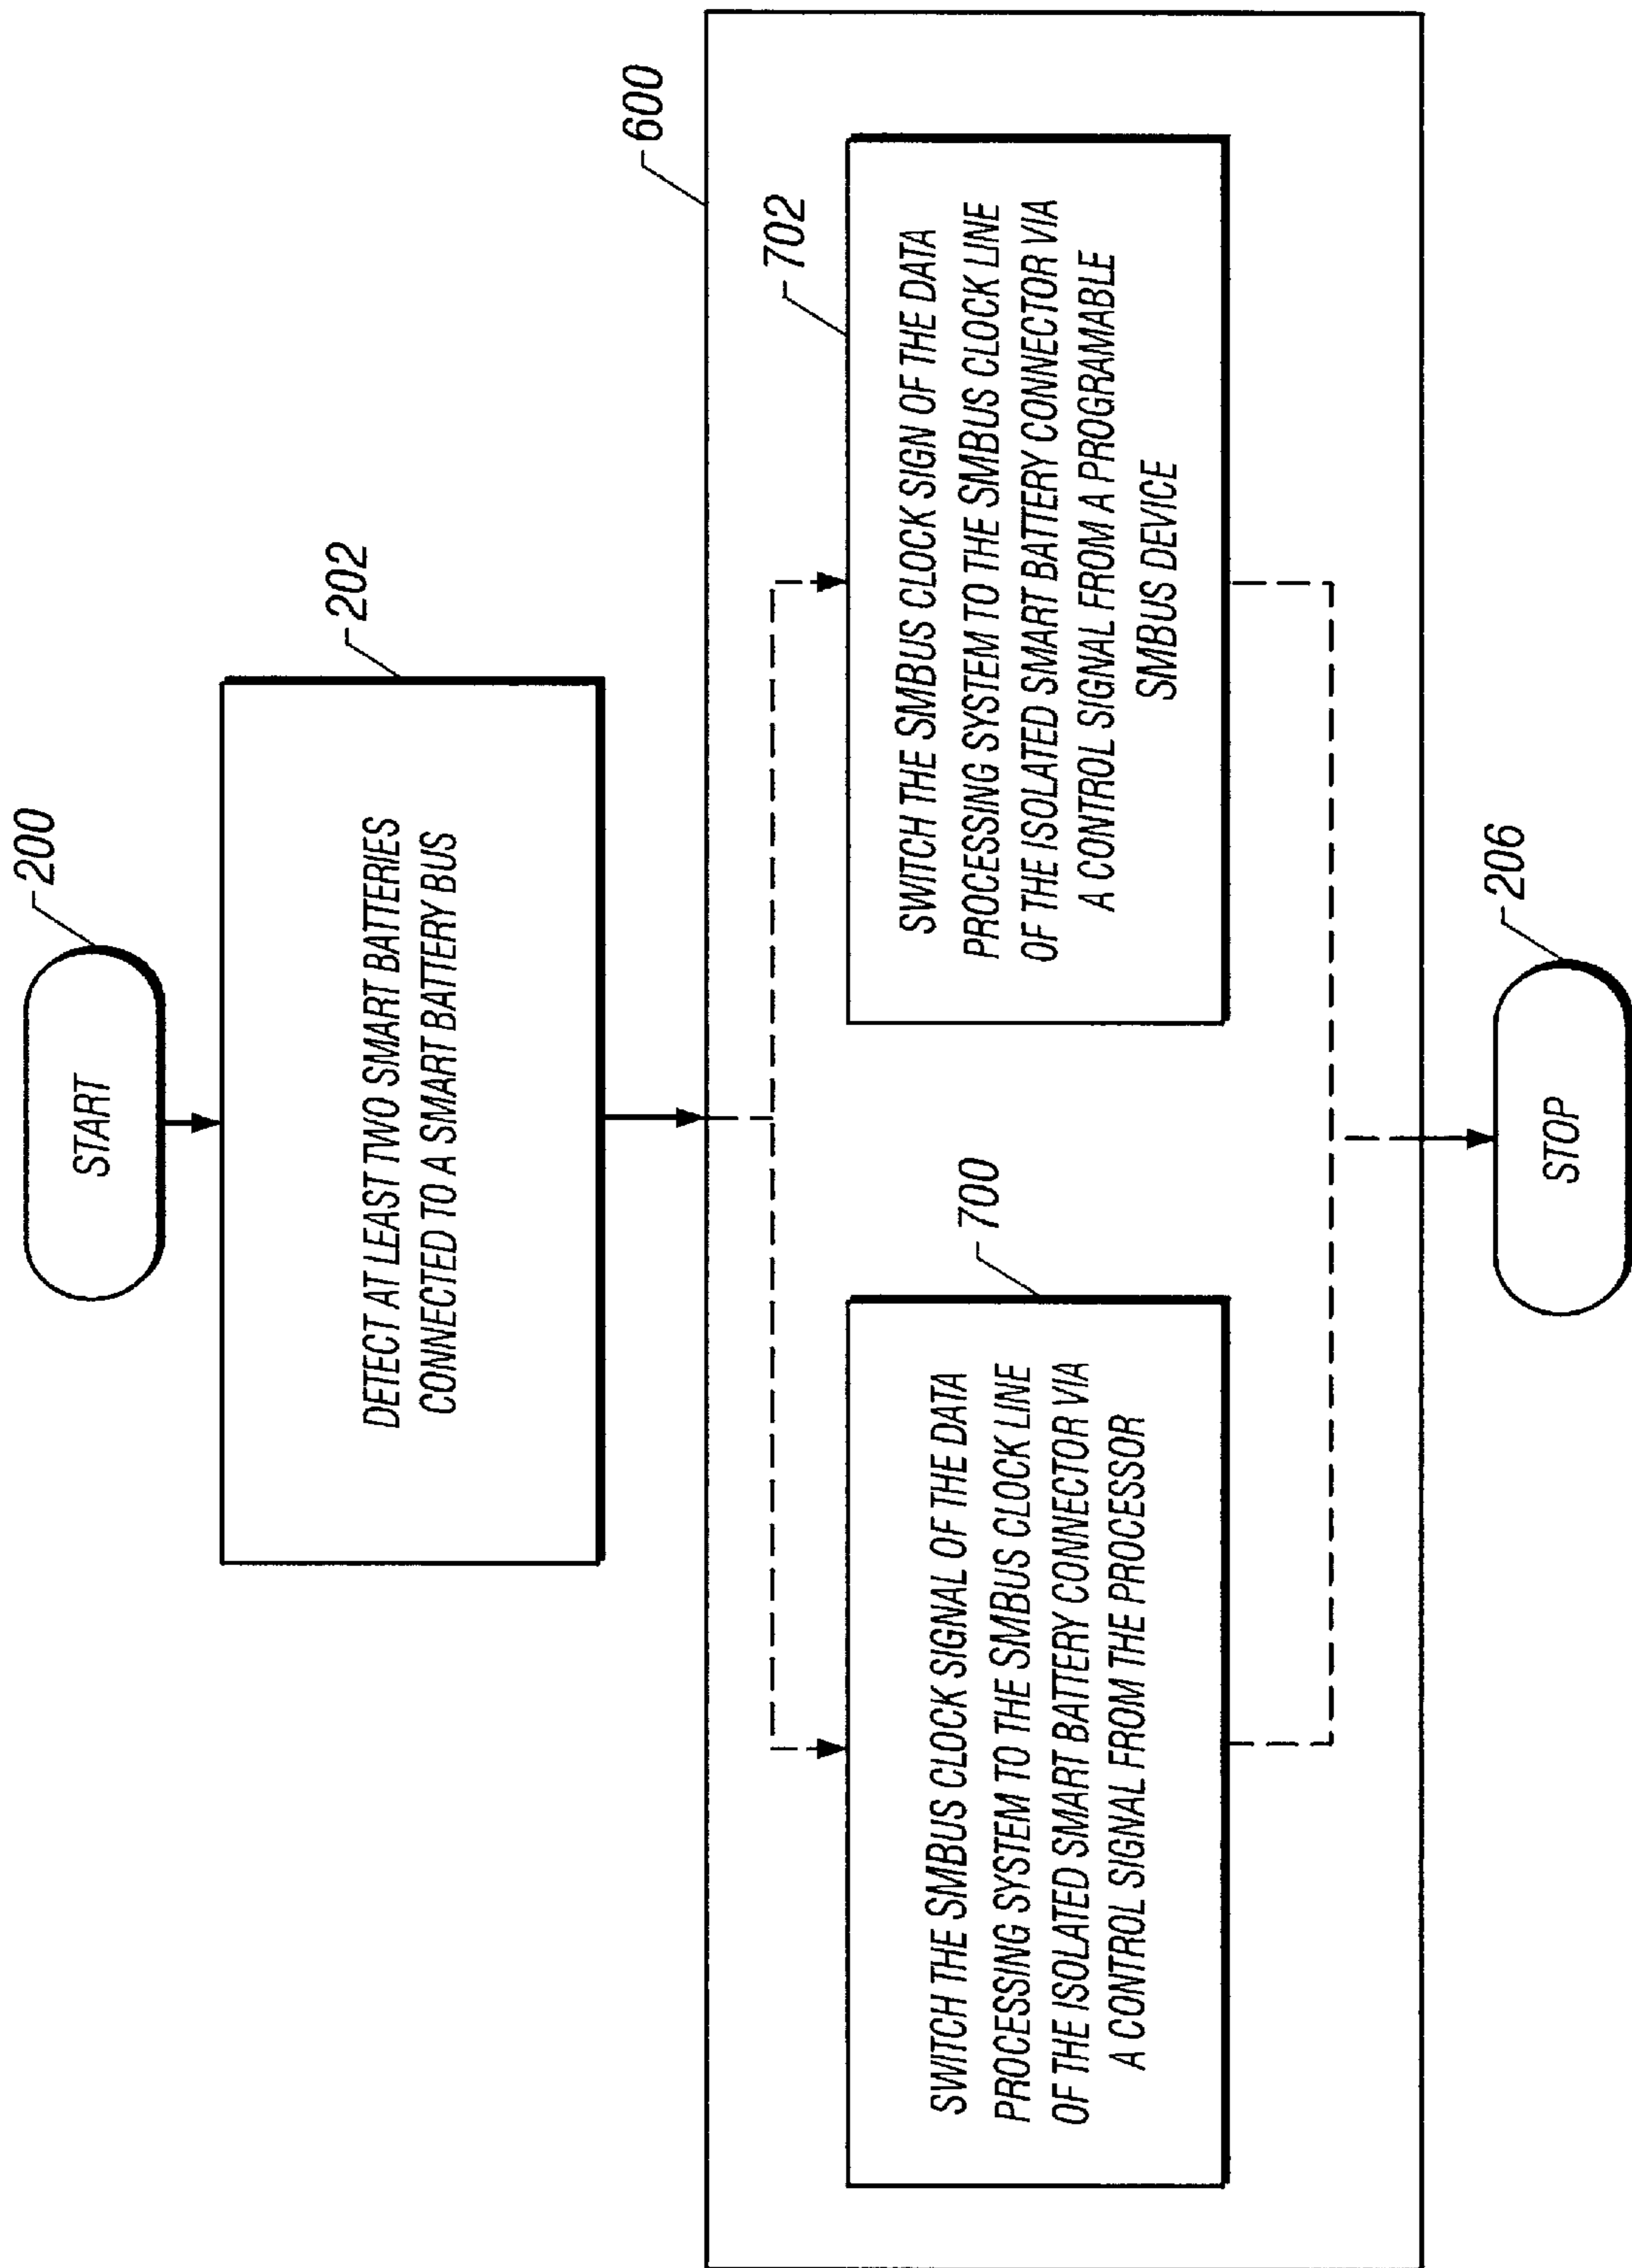 START
200
DETECT AT LEAST TWO SMART BATTERIES
CONNECTED TO A SMART BATTERY BUS
202
600
SWITCH THE SMBUS CLOCK SIGNAL OF THE DATA
PROCESSING SYSTEM TO THE SMBUS CLOCK LINE
OF THE ISOLATED SMART BATTERY CONNECTOR VIA
A CONTROL SIGNAL FROM THE PROCESSOR
700
SWITCH THE SMBUS CLOCK SIGN OF THE DATA
PROCESSING SYSTEM TO THE SMBUS CLOCK LINE
OF THE ISOLATED SMART BATTERY CONNECTOR VIA
A CONTROL SIGNAL FROM A PROGRAMABLE
SMBUS DEVICE
702
STOP
206